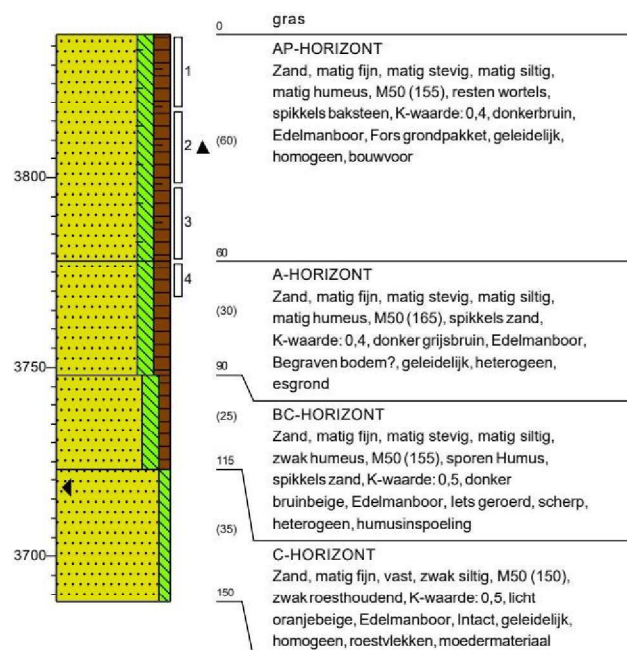 0 gras
AP-HORIZONT
Zand, matig fijn, matig stevig, matig siltig,
matig humeus, M50 (155), resten wortels,
spikkels baksteen, K-waarde: 0,4, donkerbruin,
Edelmanboor, Fors grondpakket, geleidelijk,
homogeen, bouwvoor
1
2
(60)
3800
3
60
4
A-HORIZONT
Zand, matig fijn, matig stevig, matig siltig,
matig humeus, M50 (165), spikkels zand,
K-waarde: 0,4, donker grijsbruin, Edelmanboor,
Begraven bodem?, geleidelijk, heterogeen,
esgrond
(30)
3750
90
BC-HORIZONT
Zand, matig fijn, matig stevig, matig siltig,
zwak humeus, M50 (155), sporen Humus,
spikkels zand, K-waarde: 0,5, donker
bruinbeige, Edelmanboor, Iets geroerd, scherp,
heterogeen, humusinspoeling
(25)
115
C-HORIZONT
Zand, matig fijn, vast, zwak siltig, M50 (150),
zwak roesthoudend, K-waarde: 0,5, licht
oranjebeige, Edelmanboor, Intact, geleidelijk,
homogeen, roestvlekken, moedermateriaal
(35)
3700
150